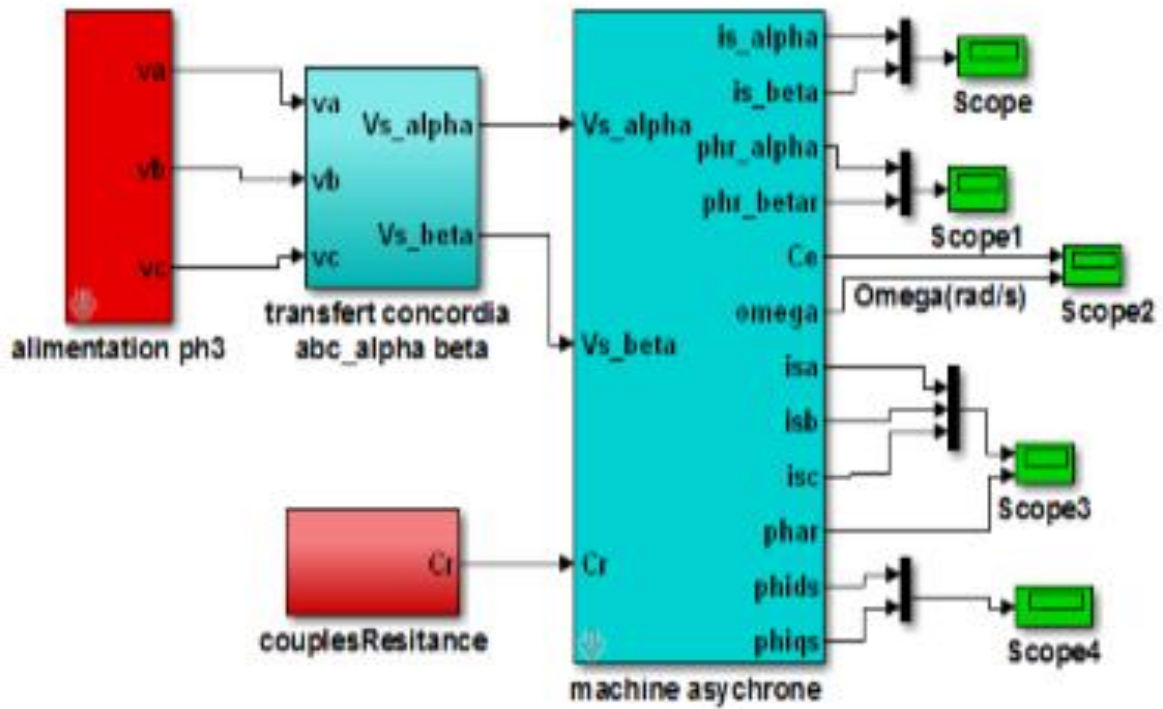 va
vb
vc
alimentation ph3
va
vb
vc
Vs_alpha
Vs_beta
transfert concordia
abc_alpha beta
Cr
couplesResitance
Vs_alpha
Vs_beta
Cr
is_alpha
is_beta
phr_alpha
phr_betar
Ce
omega
isa
isb
isc
phar
phids
phiqs
machine asychrone
Scope
Scope1
Omega(rad/s)
Scope2
Scope3
Scope4